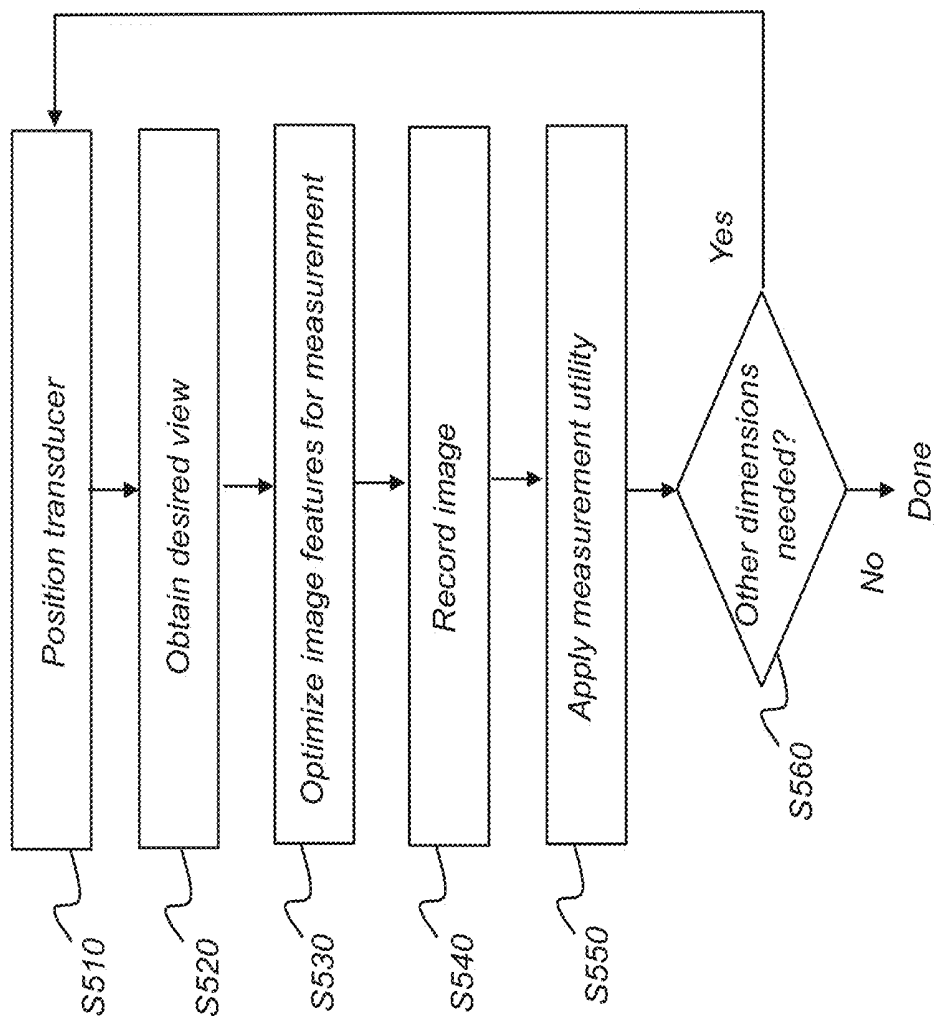 Position transducer
S510
Obtain desired view
S520
Optimize image features for measurement
S530
Record image
S540
Apply measurement utility
S550
Other dimensions
needed?
S560
Yes
No
Done